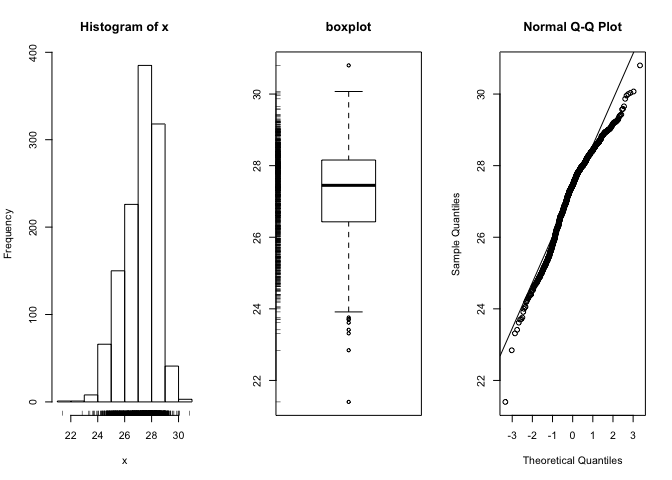 Histogram of x
Frequency
400
300
200
100
0
22 24 26 28 30
x
boxplot
30
28
26
24
22
Normal Q-Q Plot
Sample Quantiles
30
28
26
24
22
-3 -2 -1 0 1 2 3
Theoretical Quantiles